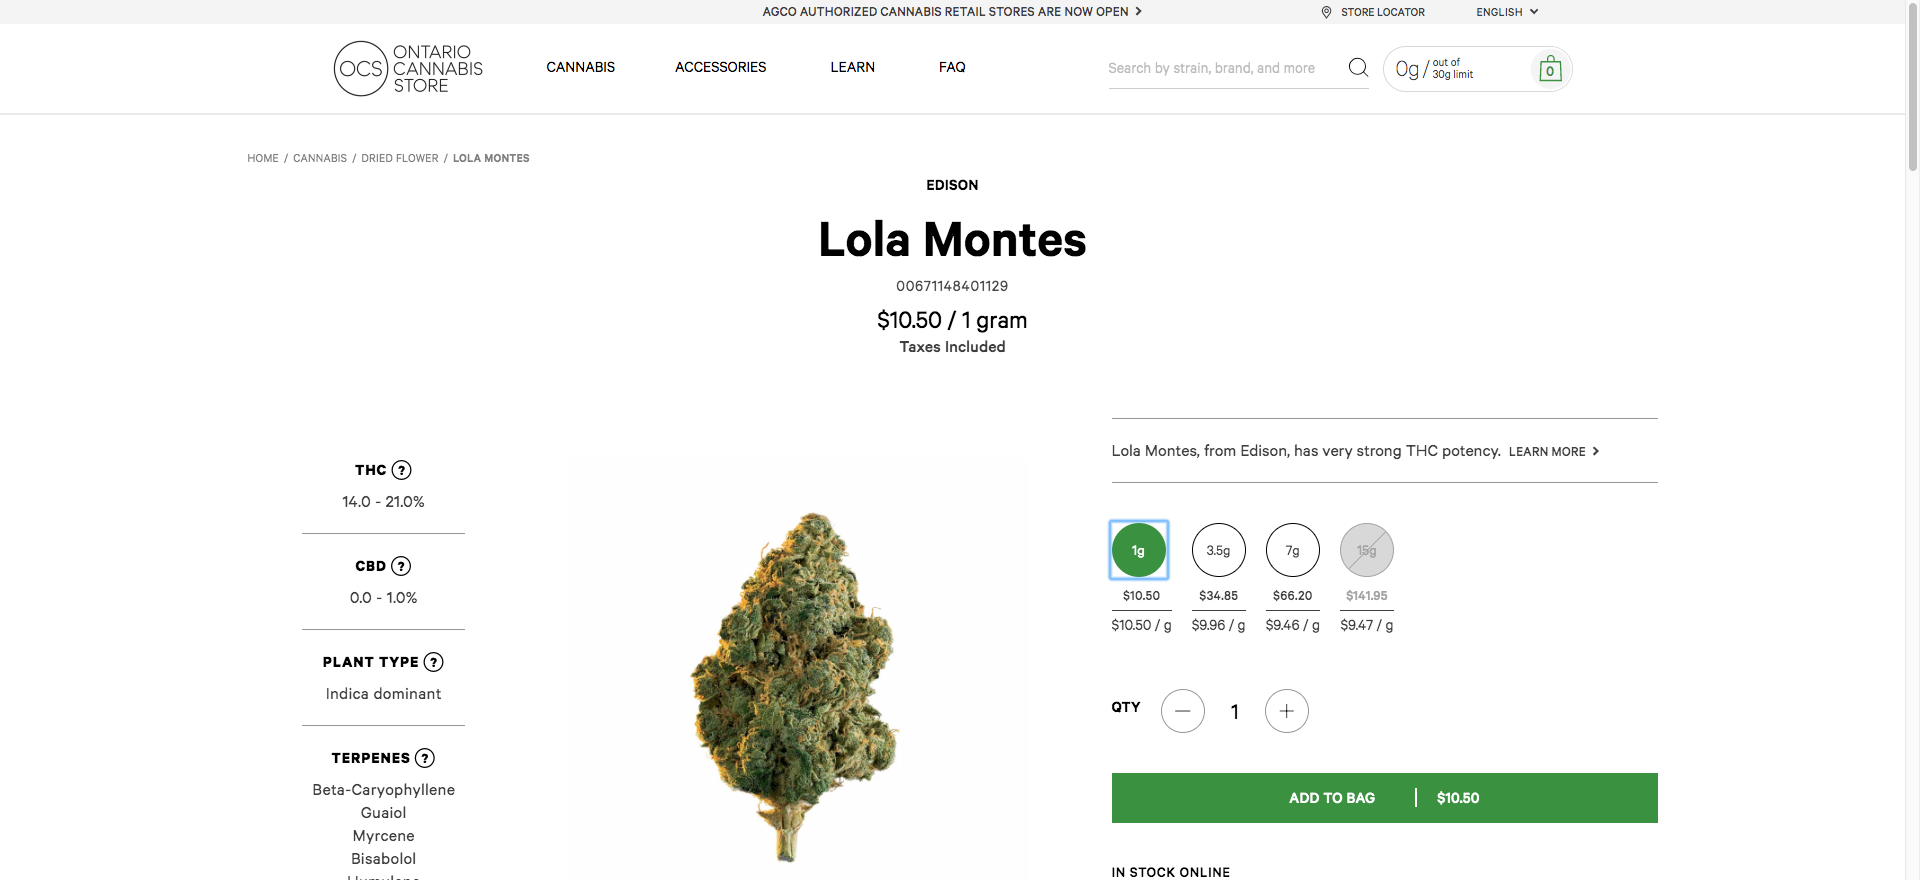 AGCO AUTHORIZED CANNABIS RETAIL STORES ARE NOW OPEN
STORE LOCATOR
ENGLISH
OCS
ONTARIO
CANNABIS
STORE
CANNABIS
ACCESSORIES
LEARN
FAQ
Search by strain, brand, and more
0g / out of
30g limit
0
HOME / CANNABIS / DRIED FLOWER / LOLA MONTES
EDISON
Lola Montes
00671148401129
$10.50 / 1 gram
Taxes Included
THC ?
14.0 - 21.0%
CBD ?
0.0 - 1.0%
PLANT TYPE ?
Indica dominant
TERPENES ?
Beta-Caryophyllene
Guaiol
Myrcene
Bisabolol
Lola Montes, from Edison, has very strong THC potency. LEARN MORE
1g 3.5g 7g 15g
$10.50 $34.85 $66.20 $141.95
$10.50 / g $9.96 / g $9.46 / g $9.47 / g
QTY
1
ADD TO BAG | $10.50
IN STOCK ONLINE